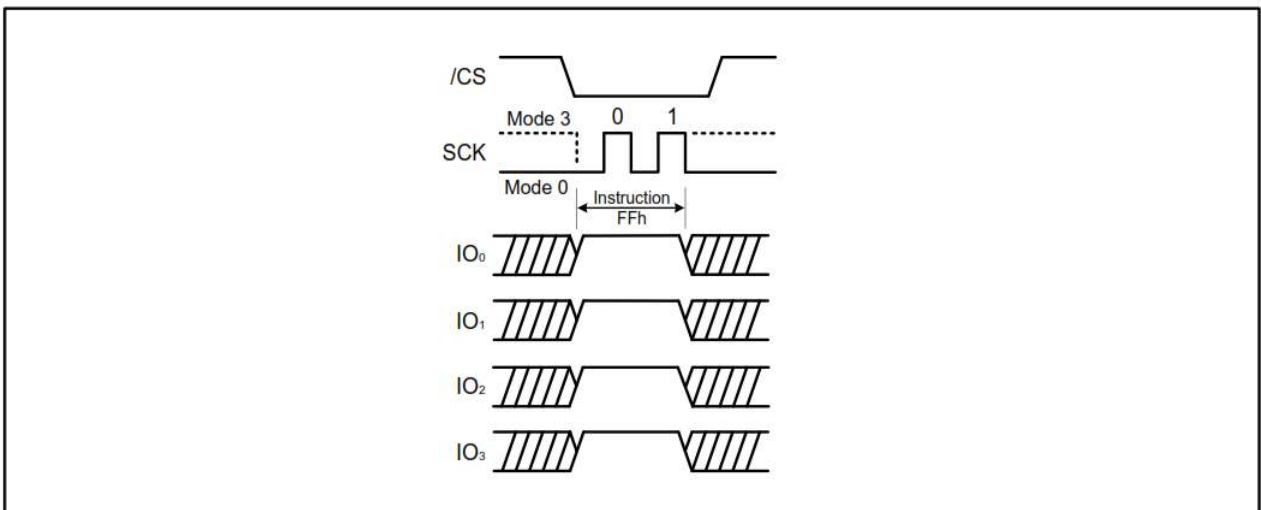 /CS
Mode 3 0 1
SCK
Mode 0
Instruction
FFh
IO₀
IO₁
IO₂
IO₃